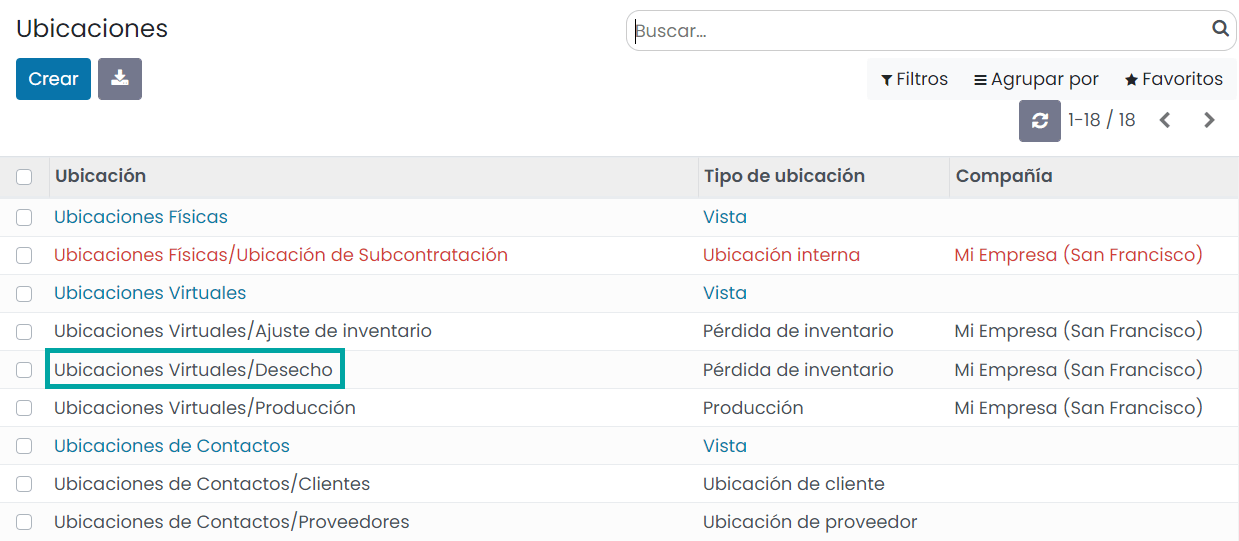 Ubicaciones
Buscar...
Crear
Filtros Agrupar por Favoritos
1-18 / 18
Ubicación Tipo de ubicación Compañía
Ubicaciones Físicas Vista
Ubicaciones Físicas/Ubicación de Subcontratación Ubicación interna Mi Empresa (San Francisco)
Ubicaciones Virtuales Vista
Ubicaciones Virtuales/Ajuste de inventario Pérdida de inventario Mi Empresa (San Francisco)
Ubicaciones Virtuales/Desecho Pérdida de inventario Mi Empresa (San Francisco)
Ubicaciones Virtuales/Producción Producción Mi Empresa (San Francisco)
Ubicaciones de Contactos Vista
Ubicaciones de Contactos/Clientes Ubicación de cliente
Ubicaciones de Contactos/Proveedores Ubicación de proveedor